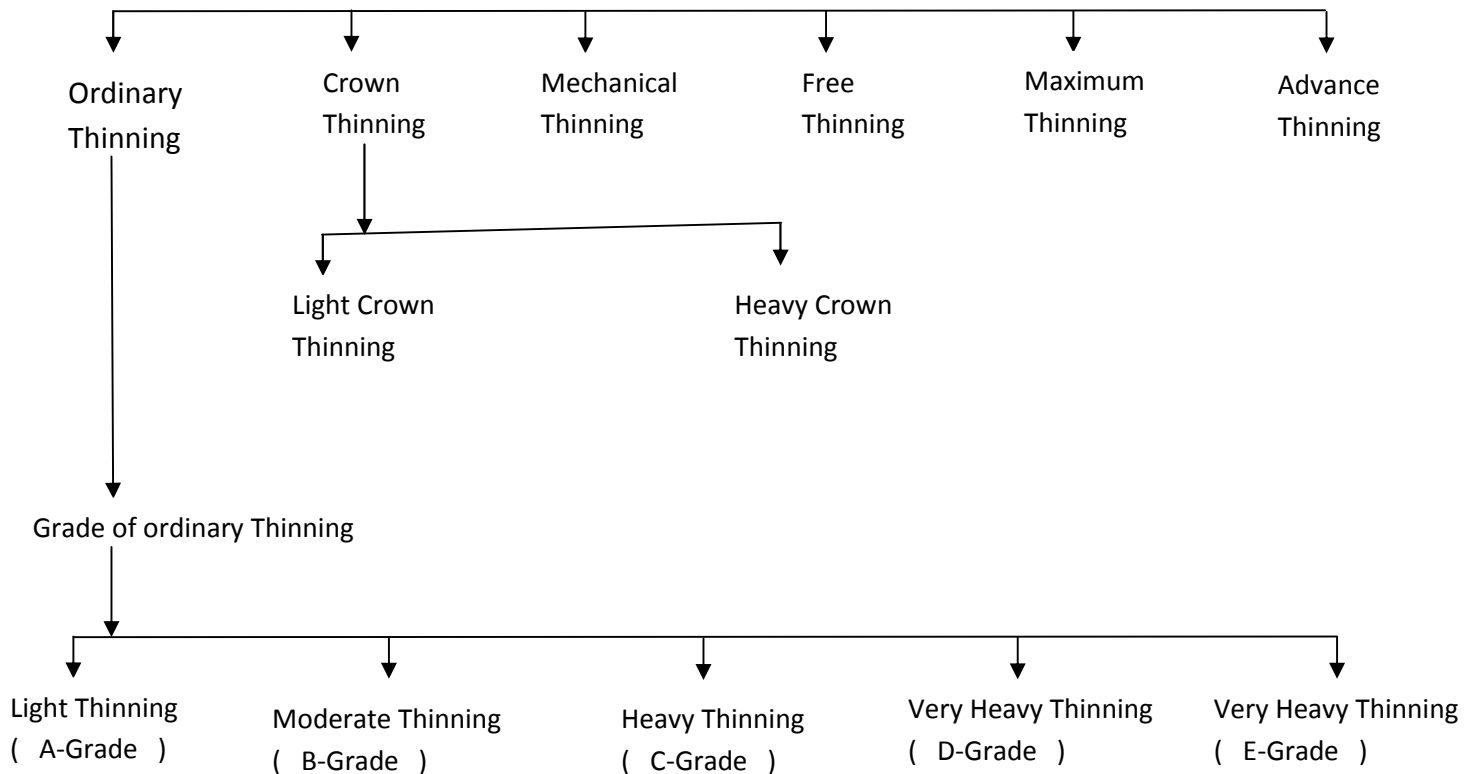 Ordinary
Thinning
Crown
Thinning
Mechanical
Thinning
Free
Thinning
Maximum
Thinning
Advance
Thinning
Light Crown
Thinning
Heavy Crown
Thinning
Grade of ordinary Thinning
Light Thinning
( A-Grade )
Moderate Thinning
( B-Grade )
Heavy Thinning
( C-Grade )
Very Heavy Thinning
( D-Grade )
Very Heavy Thinning
( E-Grade )